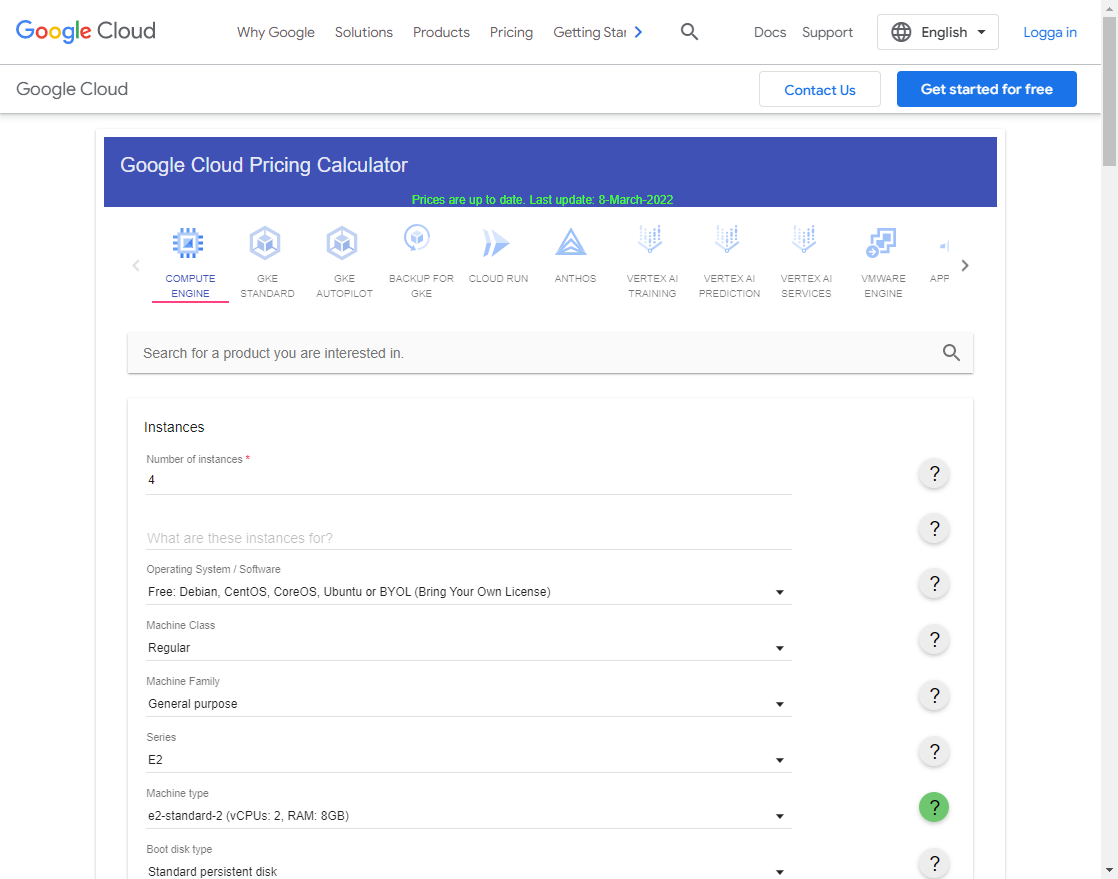 Google Cloud
Why Google
Solutions
Products
Pricing
Getting Star
Docs
Support
English
Logga in
Google Cloud
Contact Us
Get started for free
Google Cloud Pricing Calculator
Prices are up to date. Last update: 8-March-2022
COMPUTE
ENGINE
GKE
STANDARD
GKE
AUTOPILOT
BACKUP FOR
GKE
CLOUD RUN
ANTHOS
VERTEX AI
TRAINING
VERTEX AI
PREDICTION
VERTEX AI
SERVICES
VMWARE
ENGINE
APP
Search for a product you are interested in.
Instances
Number of instances *
4
?
What are these instances for?
?
Operating System / Software
Free: Debian, CentOS, CoreOS, Ubuntu or BYOL (Bring Your Own License)
?
Machine Class
Regular
?
Machine Family
General purpose
?
Series
E2
?
Machine type
e2-standard-2 (vCPUs: 2, RAM: 8GB)
?
Boot disk type
Standard persistent disk
?